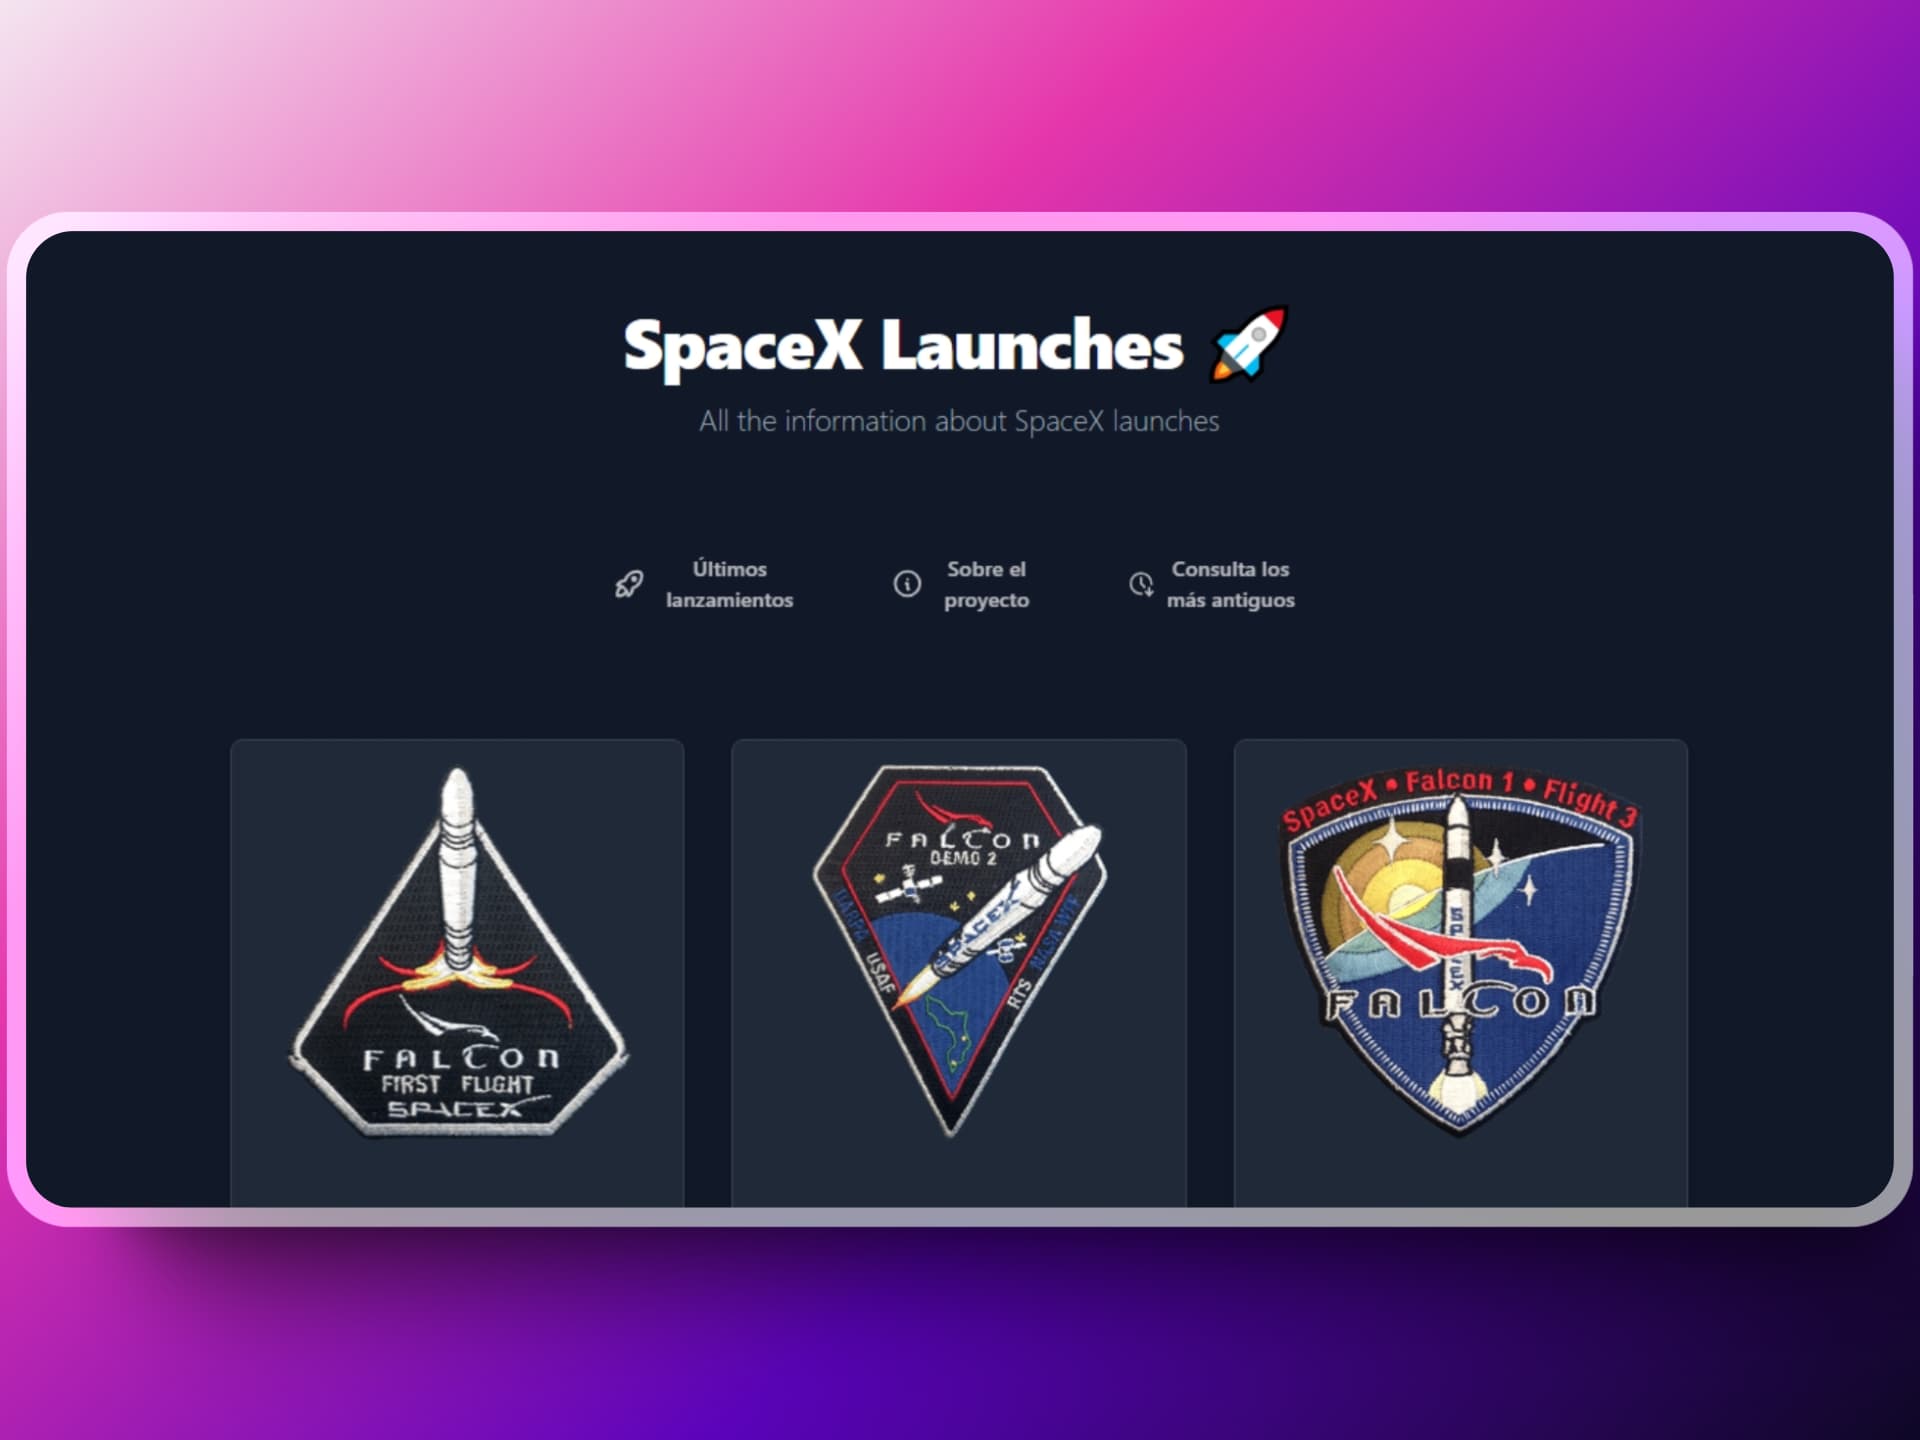 SpaceX Launches
All the information about SpaceX launches
Últimos
lanzamientos
Sobre el
proyecto
Consulta los
más antiguos
FALCON
FIRST FLIGHT
SPACEX
FALCON
DEMO 2
SPACEX
DARPA USAF
RTS NASA WFF
SpaceX • Falcon 1 • Flight 3
SPACEX
FALCON